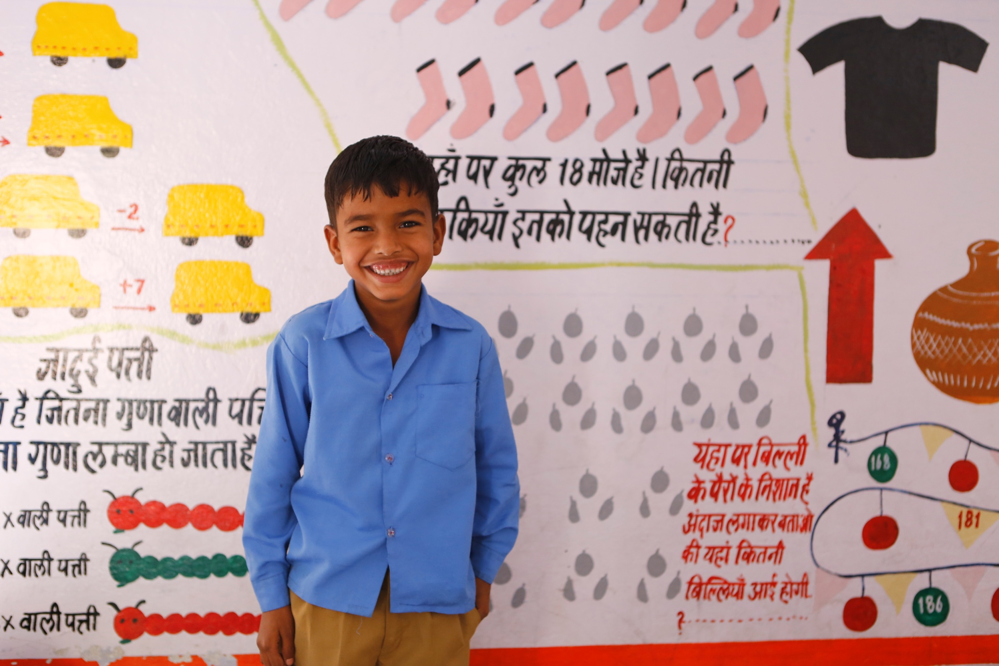 -2
+7
पर कुल 18 मोजे है। कितनी
इनको पहन सकती है?
जादुई पत्ती
है जितना गुणा वाली
गुणा लम्बा हो जाता है
x वाली पत्ती
x वाली पत्ती
x वाली पत्ती
यंहा पर बिल्ली
के पैरों के निशान है
अंदाज लगाकर बताओ
की यहां कितनी
बिल्लियाँ आई होगी.
?
168
181
186